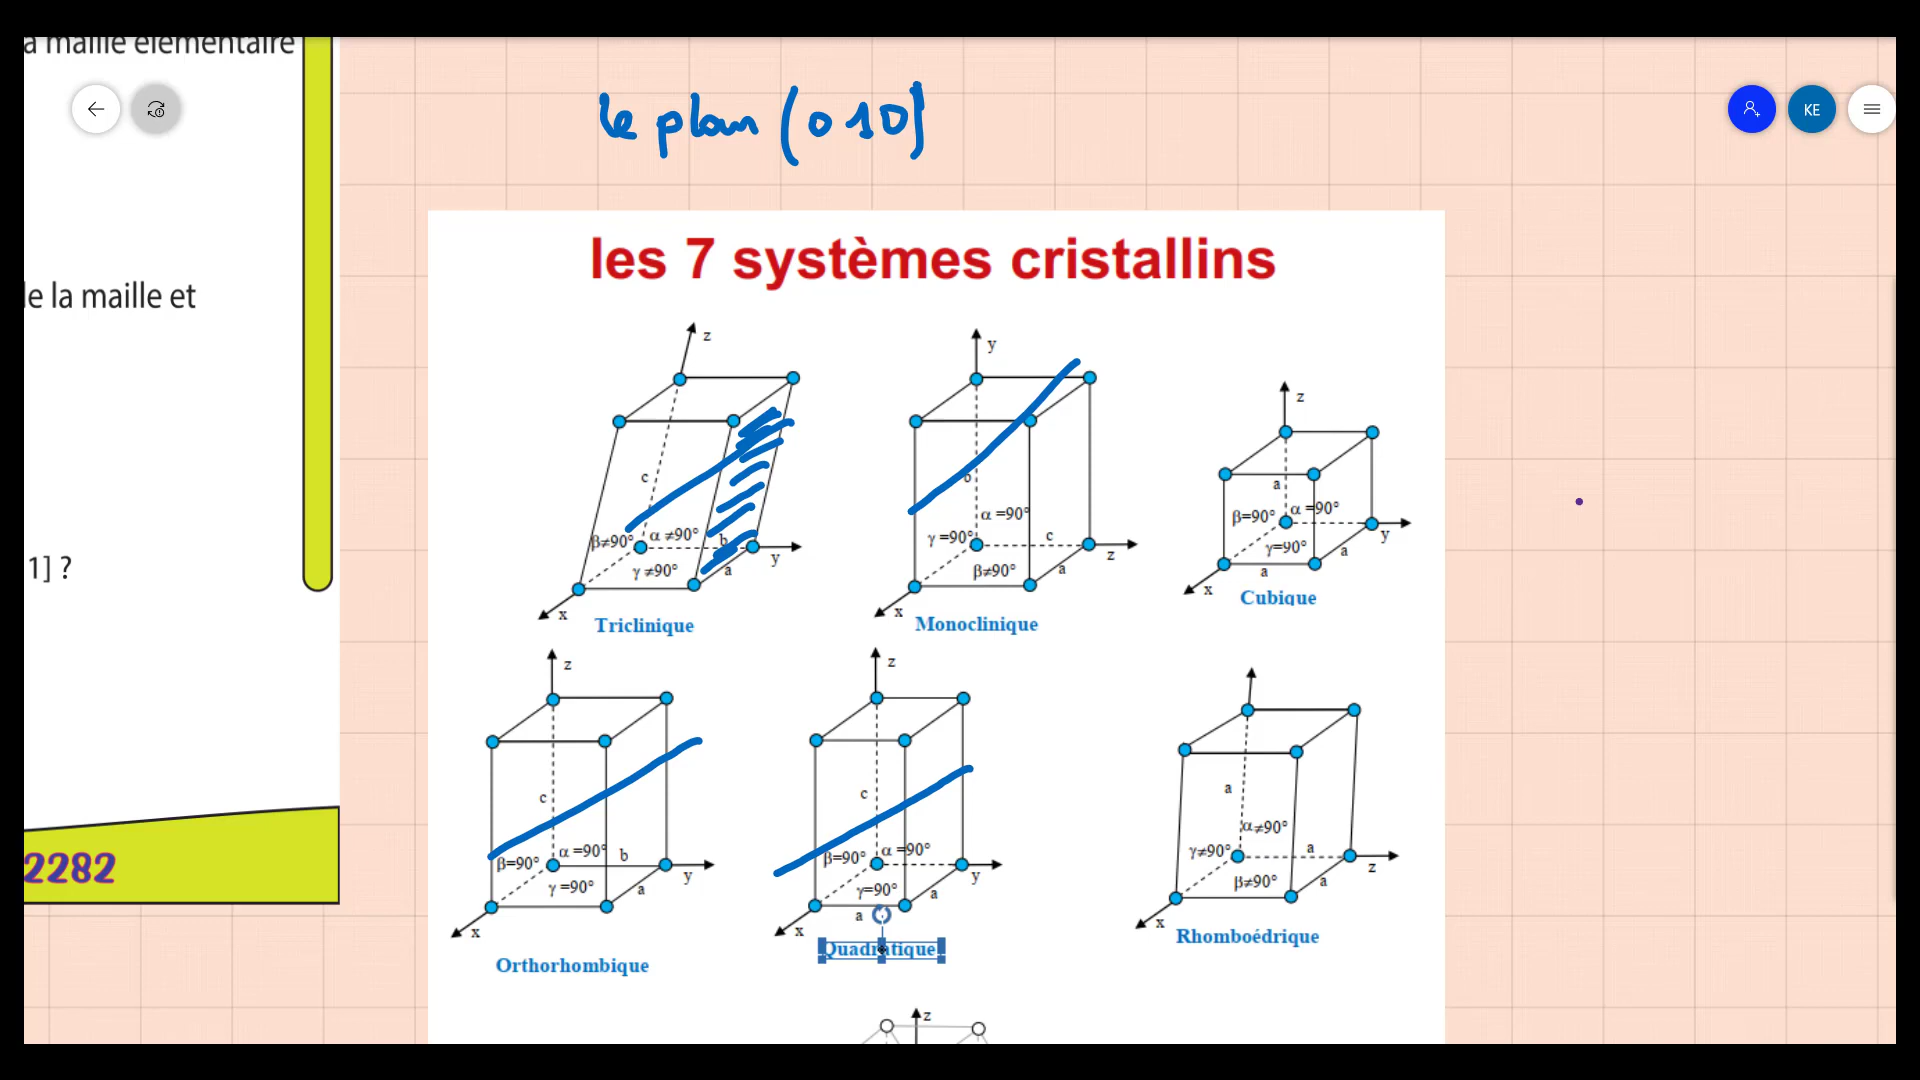 a maille élémentaire
le plan (010)
KE
les 7 systèmes cristallins
de la maille et
1] ?
2282
z
c
β≠90° α ≠90° b
γ ≠90° a
y
x
Triclinique
y
b
α =90°
γ =90° c
β≠90° a
z
x
Monoclinique
z
a
β=90° α =90°
γ=90° a
y
a
x
Cubique
z
c
β=90° α =90° b
γ =90° a
y
x
Orthorhombique
z
c
β=90° α =90°
γ=90° a
y
a
x
Quadratique
a
α≠90°
γ≠90° a
β≠90° a
z
x
Rhomboédrique
z